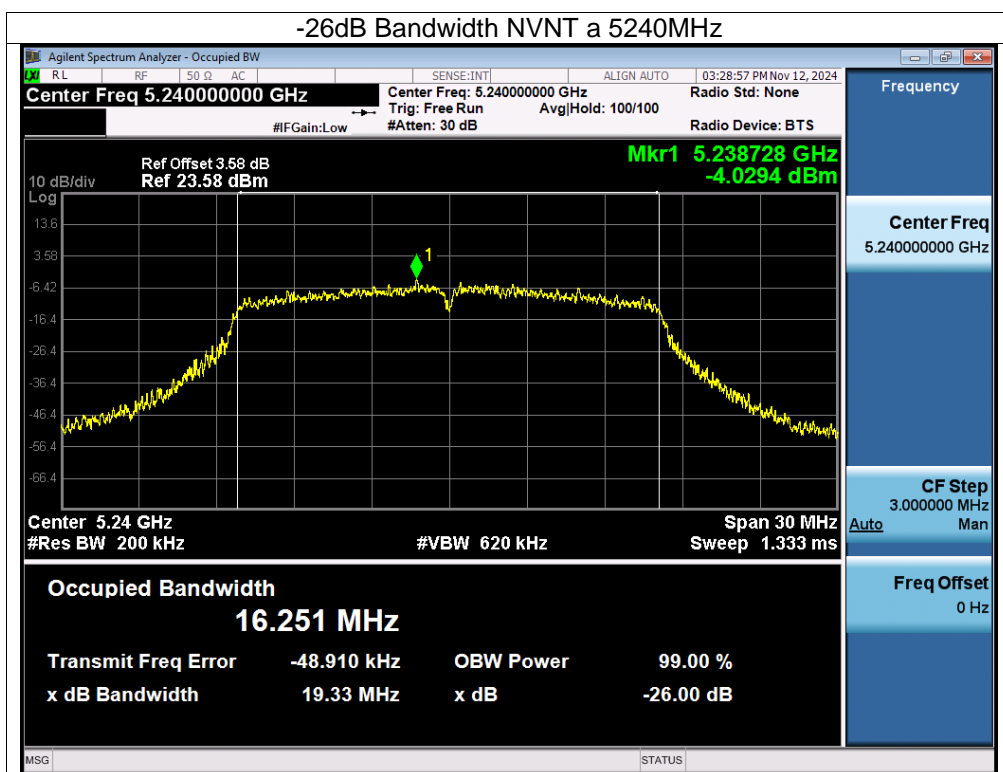 -26dB Bandwidth NVNT a 5240MHz
Agilent Spectrum Analyzer - Occupied BW
LXI RL RF 50 Ω AC SENSE:INT ALIGN AUTO 03:28:57 PM Nov 12, 2024
Center Freq 5.240000000 GHz
Center Freq: 5.240000000 GHz Radio Std: None
Trig: Free Run Avg|Hold: 100/100
#IFGain:Low #Atten: 30 dB Radio Device: BTS
Frequency
Mkr1 5.238728 GHz
-4.0294 dBm
Ref Offset 3.58 dB
10 dB/div Ref 23.58 dBm
Log
13.6
3.58
-6.42
-16.4
-26.4
-36.4
-46.4
-56.4
-66.4
1
Center 5.24 GHz Span 30 MHz
#Res BW 200 kHz #VBW 620 kHz Sweep 1.333 ms
Center Freq
5.240000000 GHz
CF Step
3.000000 MHz
Auto Man
Freq Offset
0 Hz
Occupied Bandwidth
16.251 MHz
Transmit Freq Error -48.910 kHz OBW Power 99.00 %
x dB Bandwidth 19.33 MHz x dB -26.00 dB
MSG STATUS